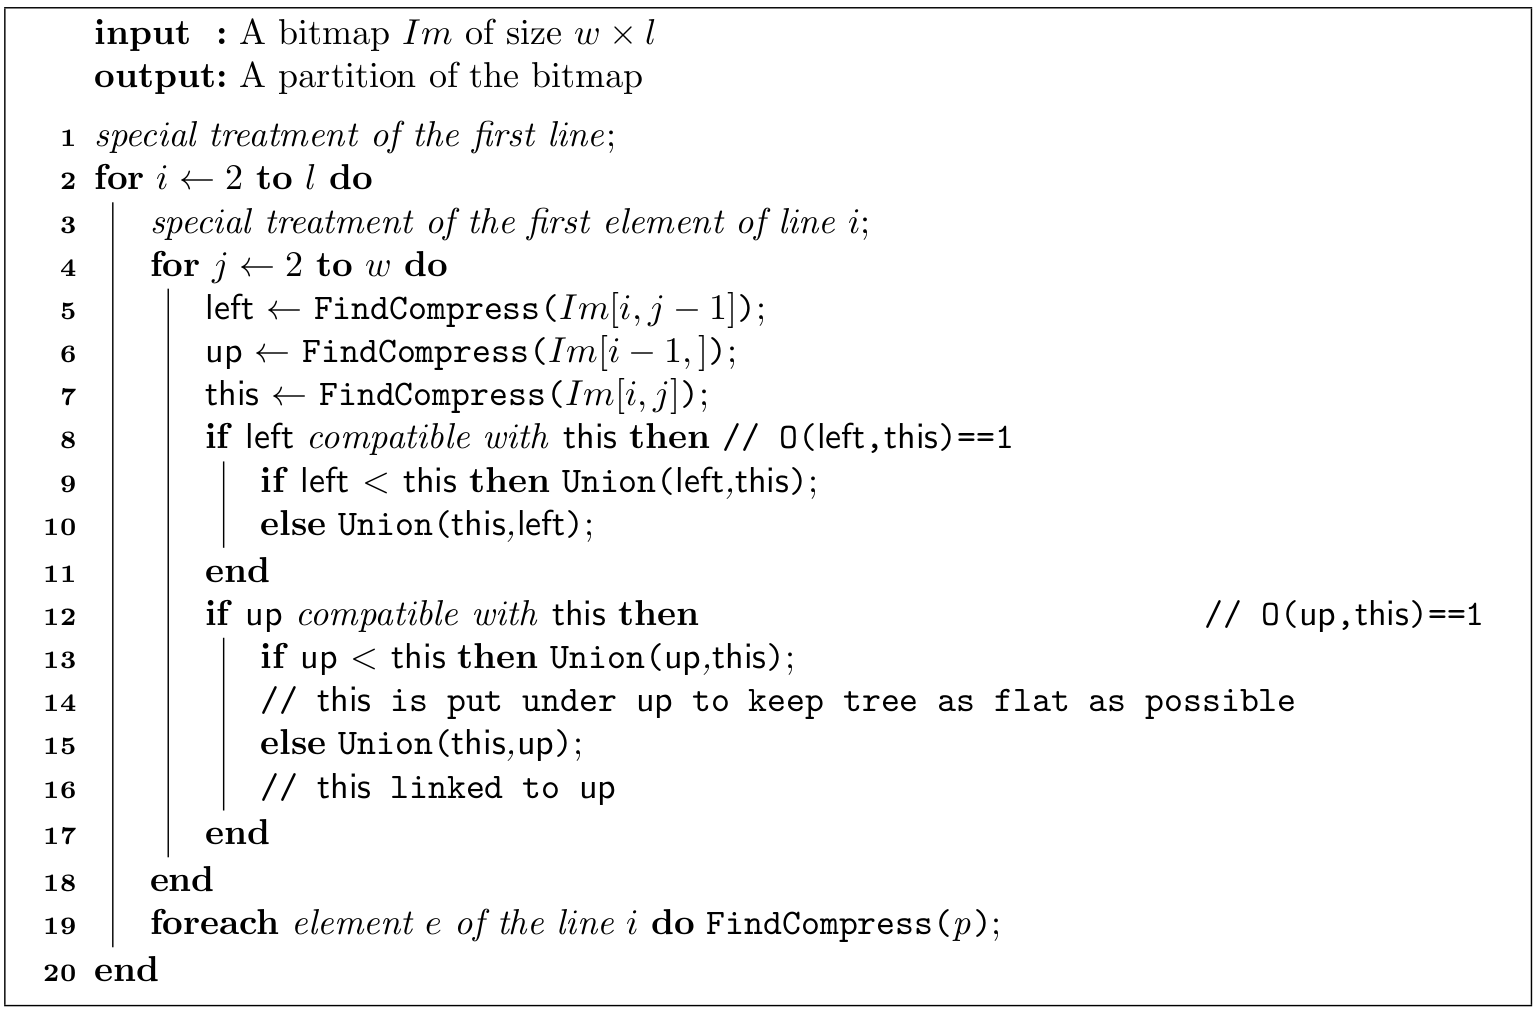 input : A bitmap Im of size w × l
output: A partition of the bitmap
1 special treatment of the first line;
2 for i ← 2 to l do
3 special treatment of the first element of line i;
4 for j ← 2 to w do
5 left ← FindCompress(Im[i, j − 1]);
6 up ← FindCompress(Im[i − 1, ]);
7 this ← FindCompress(Im[i, j]);
8 if left compatible with this then // O(left,this)==1
9 if left < this then Union(left,this);
10 else Union(this,left);
11 end
12 if up compatible with this then // O(up,this)==1
13 if up < this then Union(up,this);
14 // this is put under up to keep tree as flat as possible
15 else Union(this,up);
16 // this linked to up
17 end
18 end
19 foreach element e of the line i do FindCompress(p);
20 end